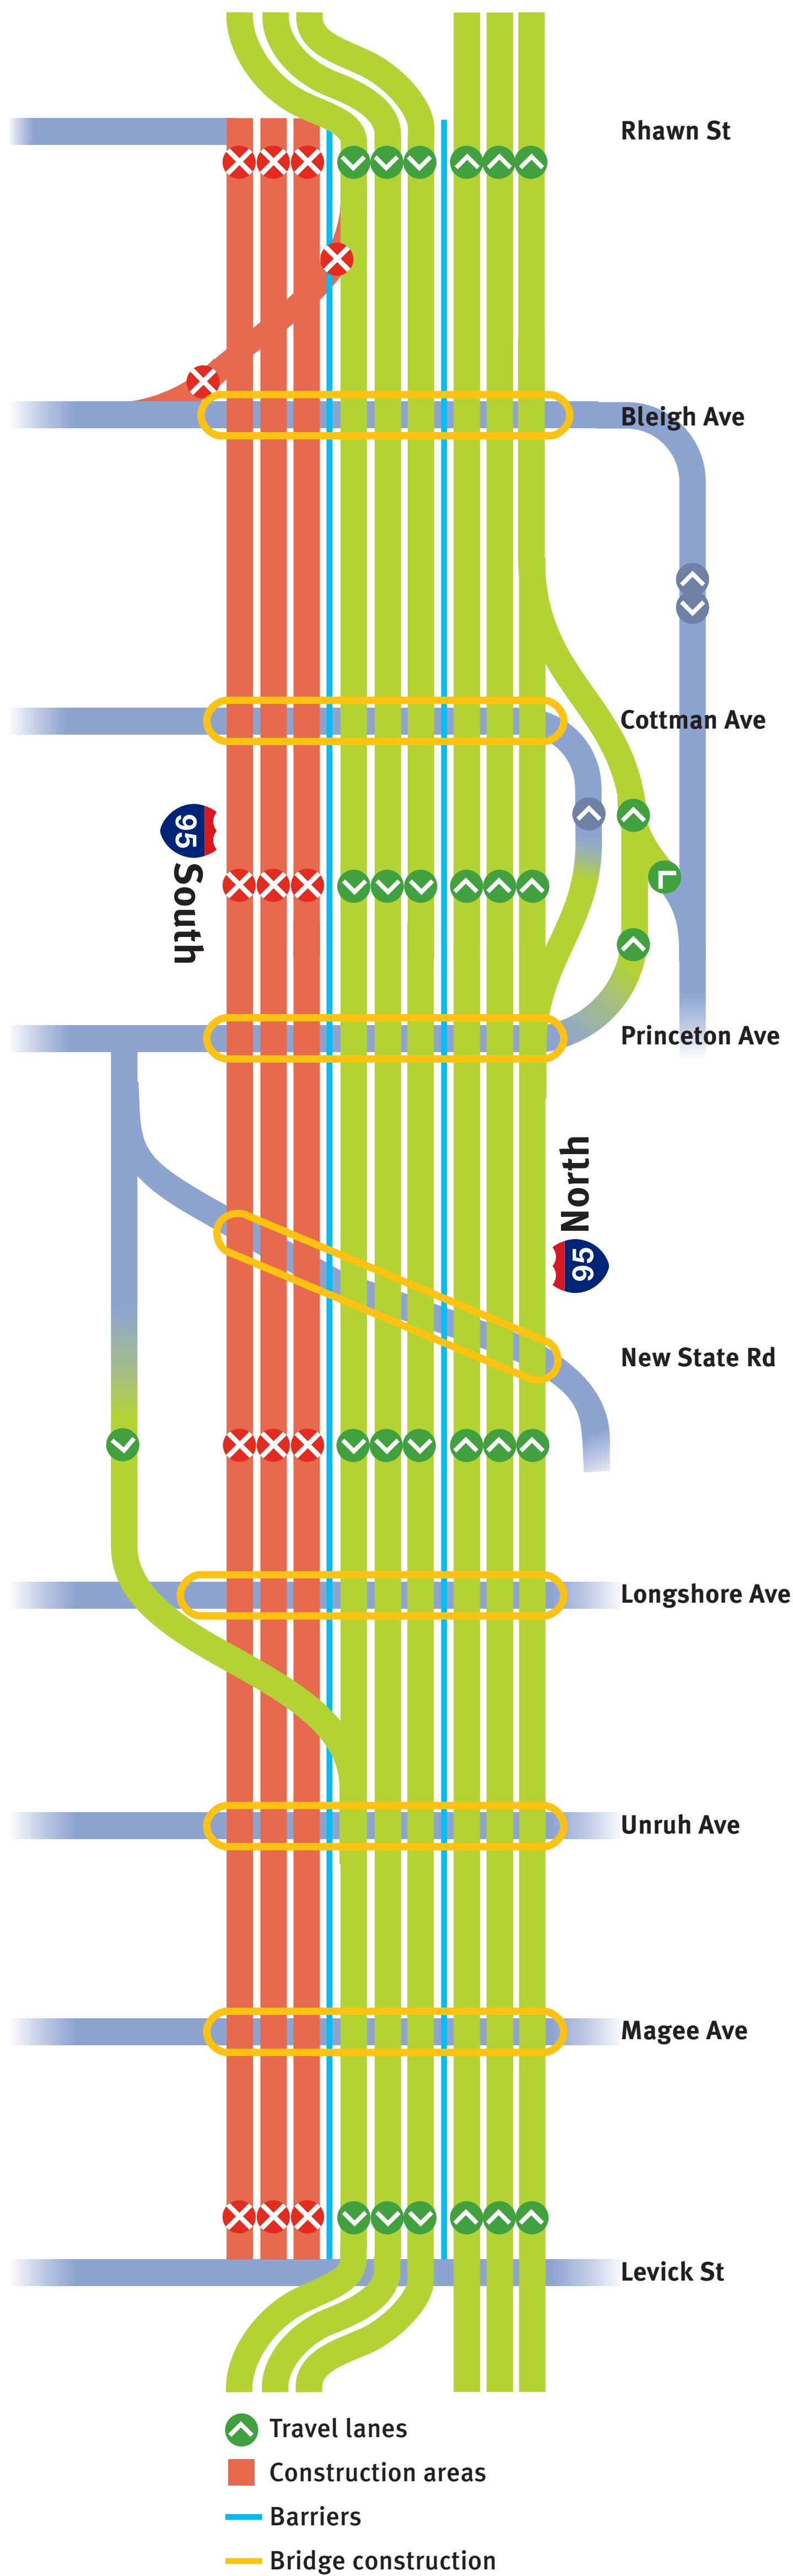 Rhawn St
Bleigh Ave
Cottman Ave
95
South
Princeton Ave
North
95
New State Rd
Longshore Ave
Unruh Ave
Magee Ave
Levick St
Travel lanes
Construction areas
Barriers
Bridge construction